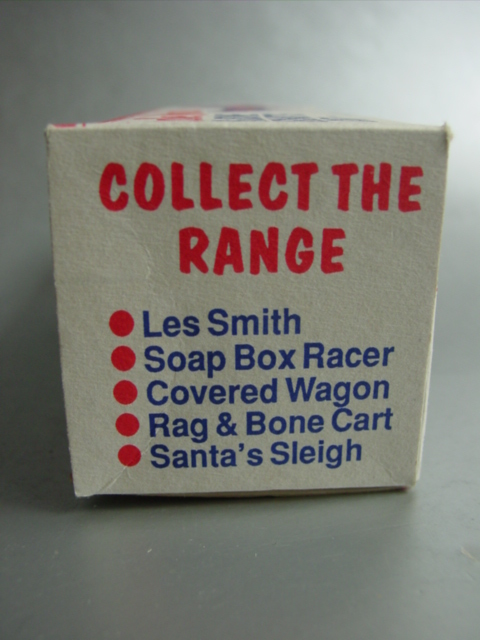 COLLECT THE
RANGE
Les Smith
Soap Box Racer
Covered Wagon
Rag & Bone Cart
Santa's Sleigh